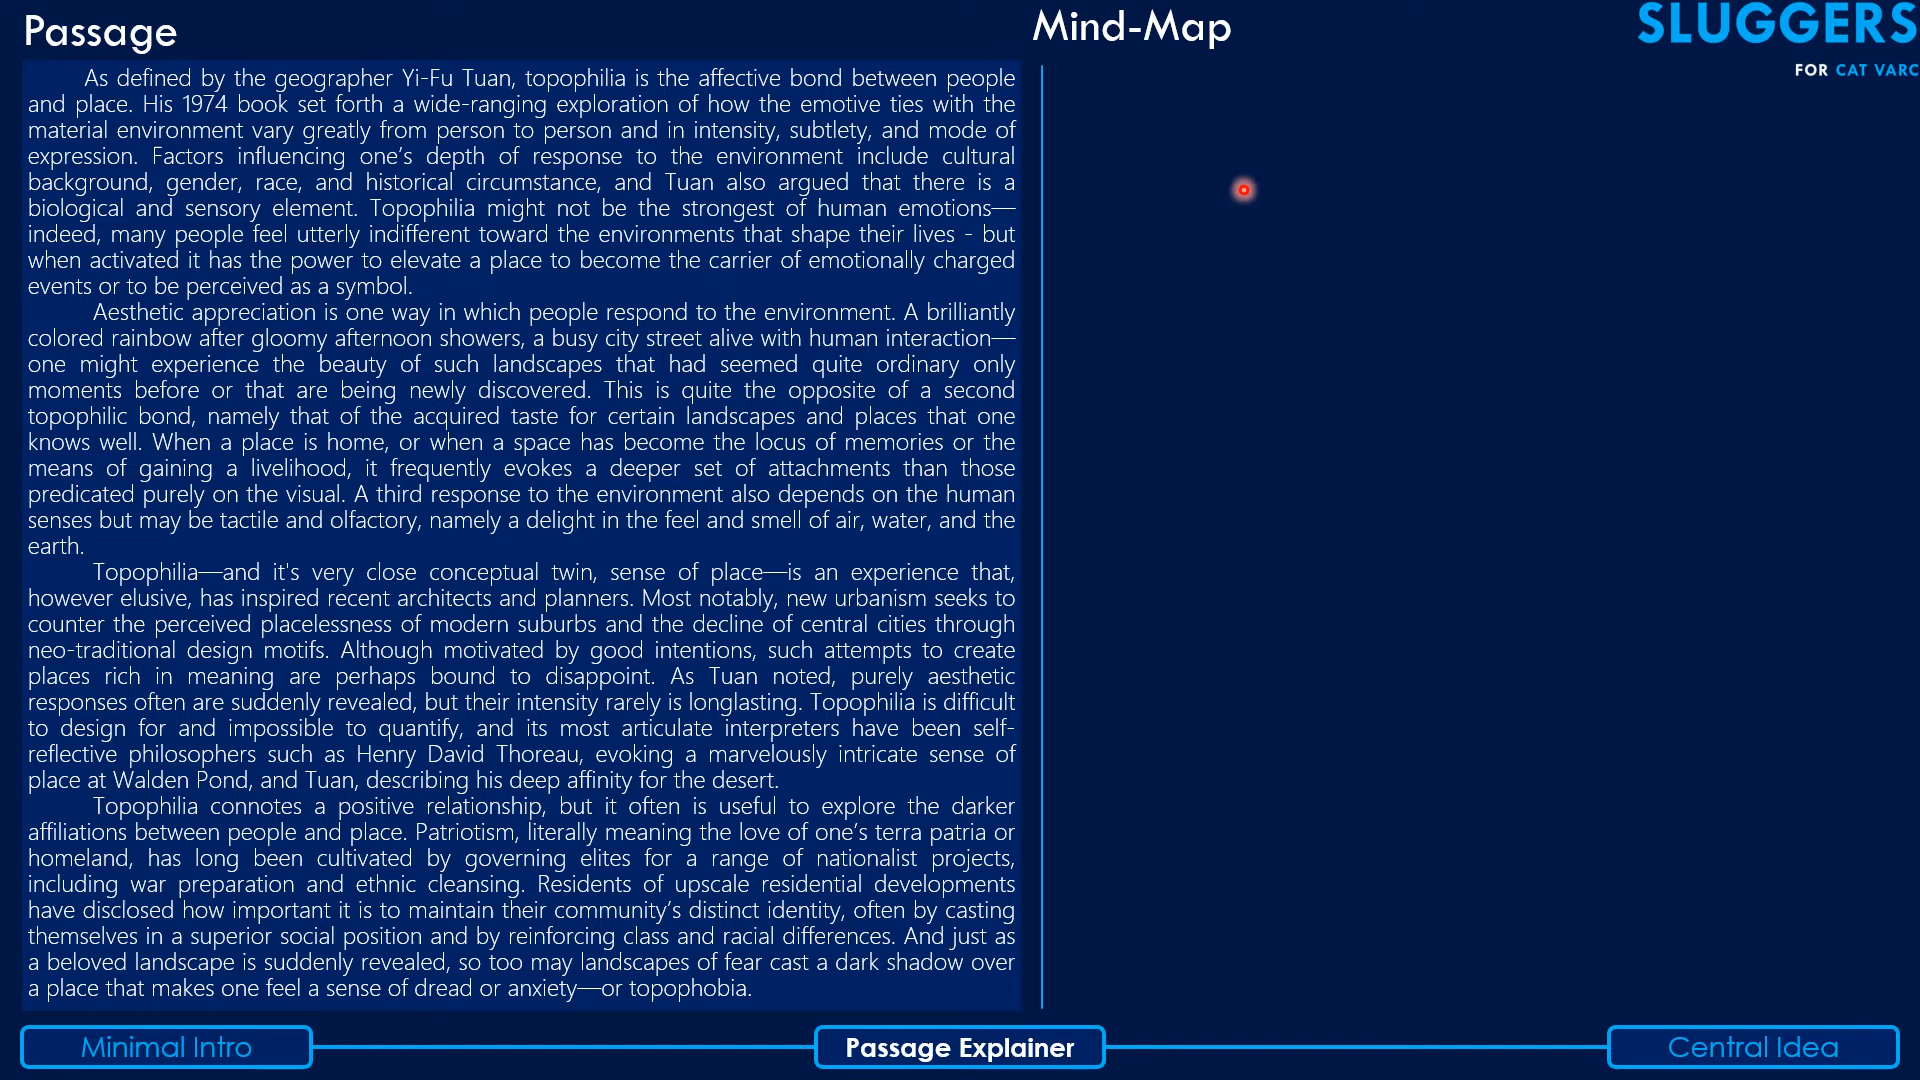 Passage
As defined by the geographer Yi-Fu Tuan, topophilia is the affective bond between people
and place. His 1974 book set forth a wide-ranging exploration of how the emotive ties with the
material environment vary greatly from person to person and in intensity, subtlety, and mode of
expression. Factors influencing one's depth of response to the environment include cultural
background, gender, race, and historical circumstance, and Tuan also argued that there is a
biological and sensory element. Topophilia might not be the strongest of human emotions—
indeed, many people feel utterly indifferent toward the environments that shape their lives - but
when activated it has the power to elevate a place to become the carrier of emotionally charged
events or to be perceived as a symbol.
Aesthetic appreciation is one way in which people respond to the environment. A brilliantly
colored rainbow after gloomy afternoon showers, a busy city street alive with human interaction—
one might experience the beauty of such landscapes that had seemed quite ordinary only
moments before or that are being newly discovered. This is quite the opposite of a second
topophilic bond, namely that of the acquired taste for certain landscapes and places that one
knows well. When a place is home, or when a space has become the locus of memories or the
means of gaining a livelihood, it frequently evokes a deeper set of attachments than those
predicated purely on the visual. A third response to the environment also depends on the human
senses but may be tactile and olfactory, namely a delight in the feel and smell of air, water, and the
earth.
Topophilia—and it's very close conceptual twin, sense of place—is an experience that,
however elusive, has inspired recent architects and planners. Most notably, new urbanism seeks to
counter the perceived placelessness of modern suburbs and the decline of central cities through
neo-traditional design motifs. Although motivated by good intentions, such attempts to create
places rich in meaning are perhaps bound to disappoint. As Tuan noted, purely aesthetic
responses often are suddenly revealed, but their intensity rarely is longlasting. Topophilia is difficult
to design for and impossible to quantify, and its most articulate interpreters have been self-
reflective philosophers such as Henry David Thoreau, evoking a marvelously intricate sense of
place at Walden Pond, and Tuan, describing his deep affinity for the desert.
Topophilia connotes a positive relationship, but it often is useful to explore the darker
affiliations between people and place. Patriotism, literally meaning the love of one's terra patria or
homeland, has long been cultivated by governing elites for a range of nationalist projects,
including war preparation and ethnic cleansing. Residents of upscale residential developments
have disclosed how important it is to maintain their community's distinct identity, often by casting
themselves in a superior social position and by reinforcing class and racial differences. And just as
a beloved landscape is suddenly revealed, so too may landscapes of fear cast a dark shadow over
a place that makes one feel a sense of dread or anxiety—or topophobia.
Mind-Map
SLUGGERS
FOR CAT VARC
Minimal Intro
Passage Explainer
Central Idea